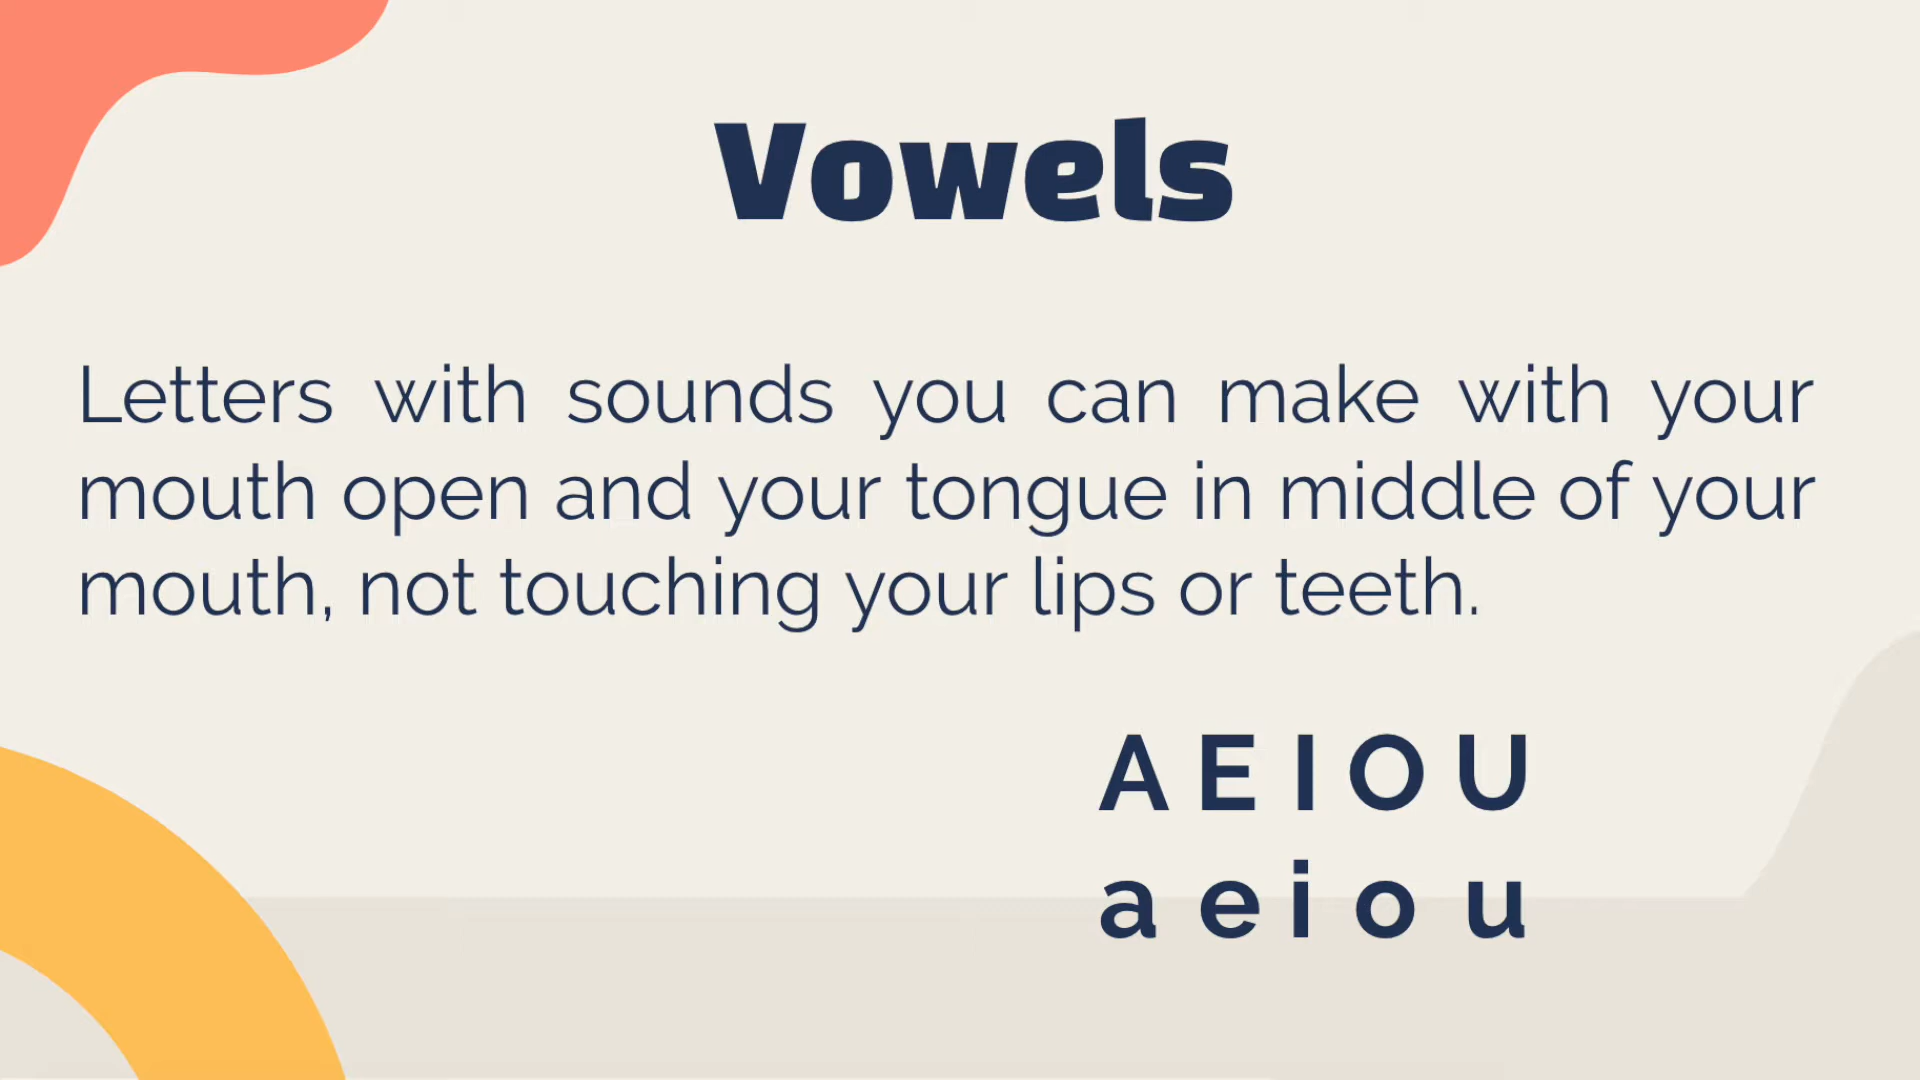 Vowels
Letters with sounds you can make with your
mouth open and your tongue in middle of your
mouth, not touching your lips or teeth.
A E I O U
a e i o u